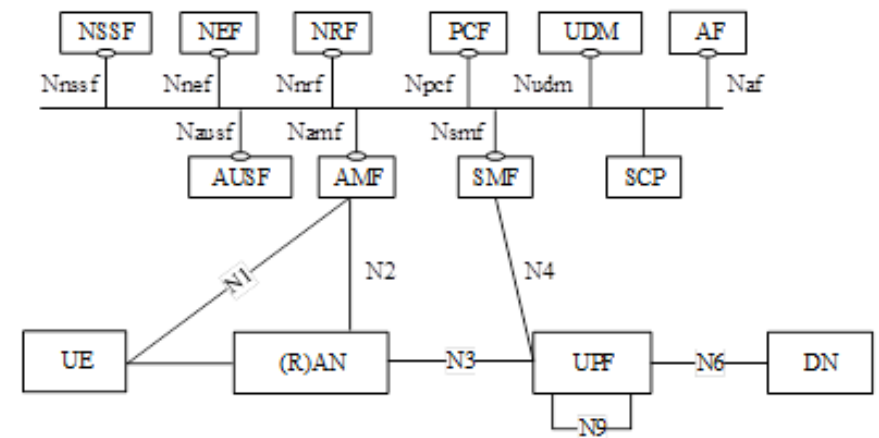 NSSF NEF NRF PCF UDM AF
Nnssf Nnef Nnrf Npcf Nudm Naf
Nausf Namf Nsmf
AUSF AMF SMF SCP
N1 N2 N4
UE (R)AN N3 UPF N6 DN
N9